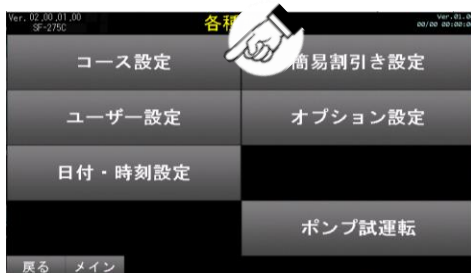 Ver. 02.00.01.00
SF-275C
各種
Ver.01.0
00/00 00:00:0
コース設定
簡易割引き設定
ユーザー設定
オプション設定
日付・時刻設定
ポンプ試運転
戻る
メイン